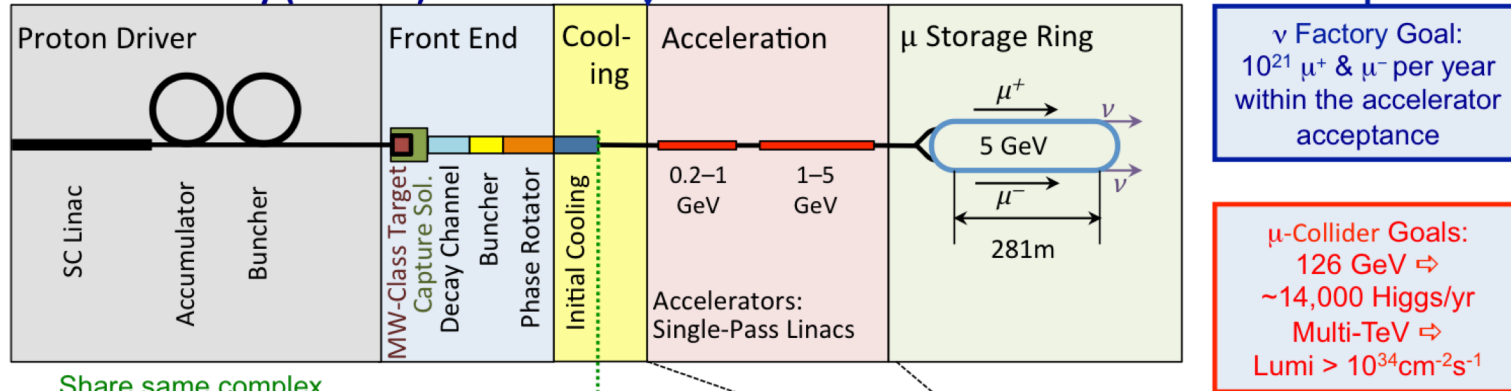 Proton Driver
SC Linac
Accumulator
Buncher
Front End
MW-Class Target
Capture Sol.
Decay Channel
Buncher
Phase Rotator
Cool-
ing
Initial Cooling
Acceleration
0.2–1
GeV
1–5
GeV
Accelerators:
Single-Pass Linacs
μ Storage Ring
μ+
ν
5 GeV
ν
μ−
281m
ν Factory Goal:
10²¹ μ⁺ & μ⁻ per year
within the accelerator
acceptance
μ-Collider Goals:
126 GeV ⇨
~14,000 Higgs/yr
Multi-TeV ⇨
Lumi > 10³⁴cm⁻²s⁻¹
Share same complex